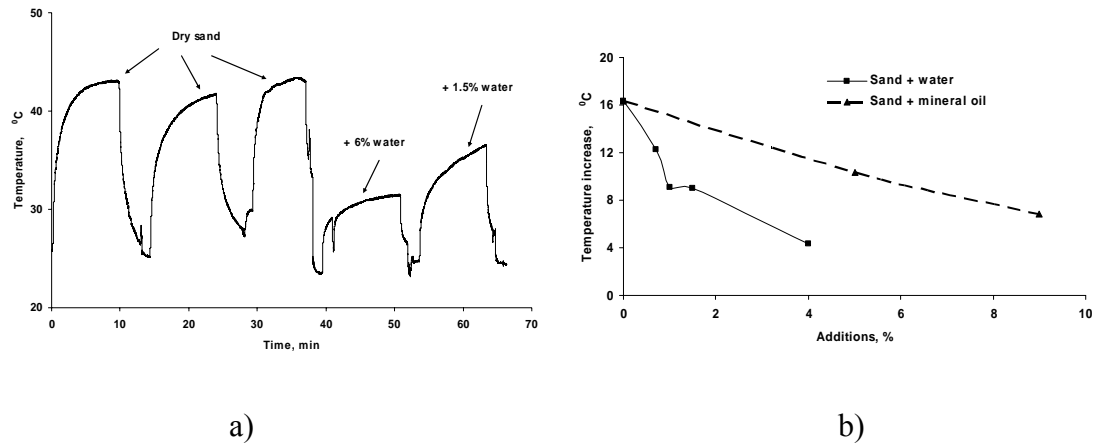 Temperature, ⁰C
40
30
20
0
10
20
30
40
50
60
70
Time, min
Dry sand
+ 6% water
+ 1.5% water
a)
Temperature increase, ⁰C
20
16
12
8
4
0
0
2
4
6
8
10
Additions, %
Sand + water
Sand + mineral oil
b)